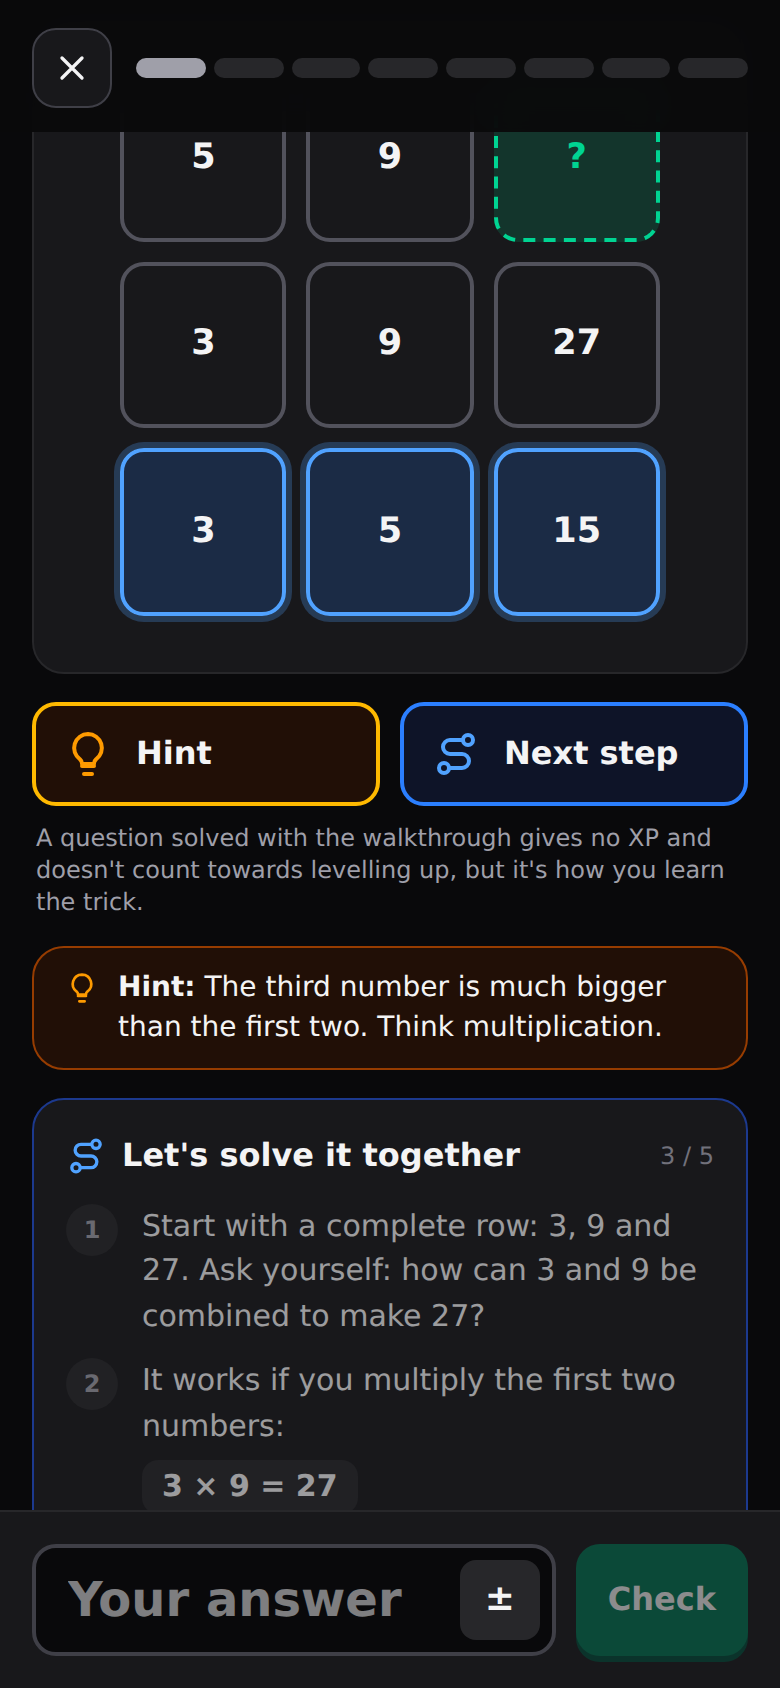 5 9 ?
3 9 27
3 5 15
Hint
Next step
A question solved with the walkthrough gives no XP and
doesn't count towards levelling up, but it's how you learn
the trick.
Hint: The third number is much bigger
than the first two. Think multiplication.
Let's solve it together
3 / 5
1 Start with a complete row: 3, 9 and
27. Ask yourself: how can 3 and 9 be
combined to make 27?
2 It works if you multiply the first two
numbers:
3 × 9 = 27
Your answer
±
Check